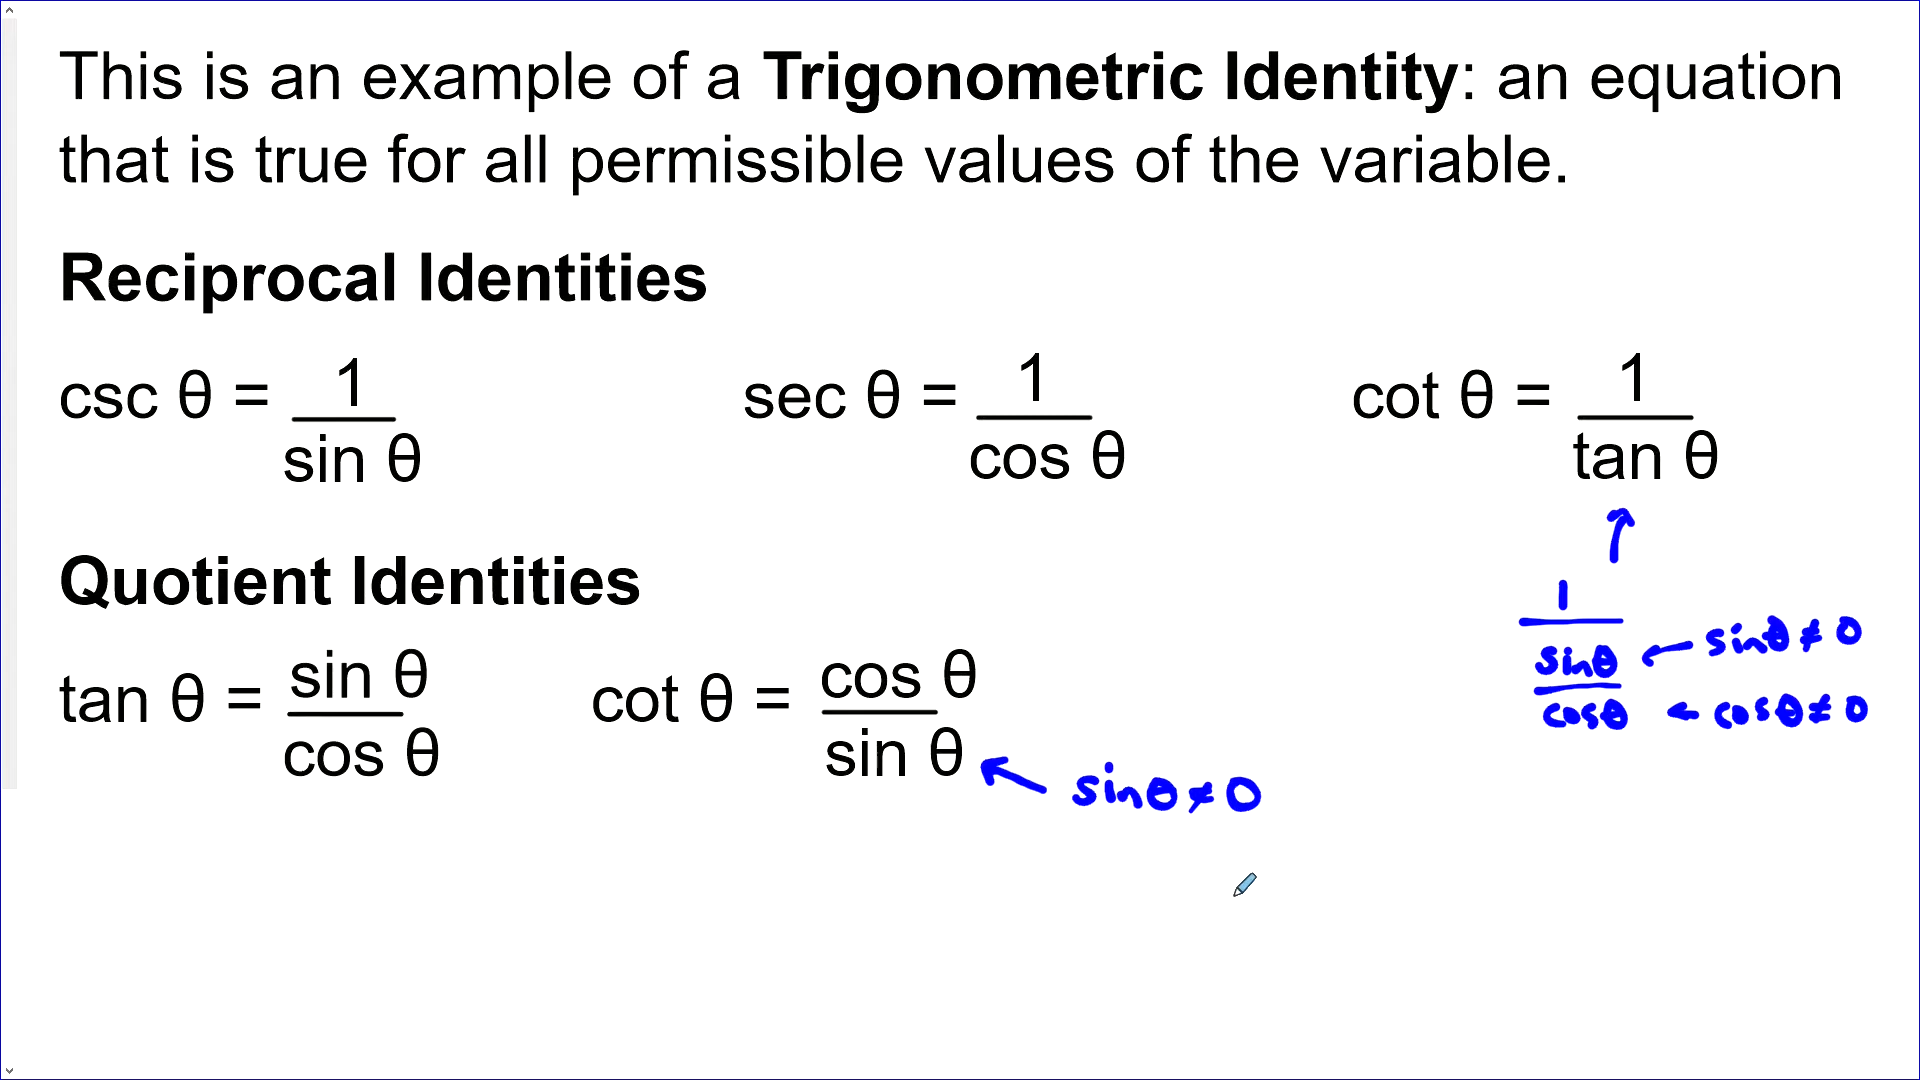 This is an example of a Trigonometric Identity: an equation
that is true for all permissible values of the variable.
Reciprocal Identities
csc θ = 1/sin θ
sec θ = 1/cos θ
cot θ = 1/tan θ
Quotient Identities
tan θ = sin θ/cos θ
cot θ = cos θ/sin θ
sinθ ≠ 0
1
sinθ
cosθ
sinθ ≠ 0
cosθ ≠ 0